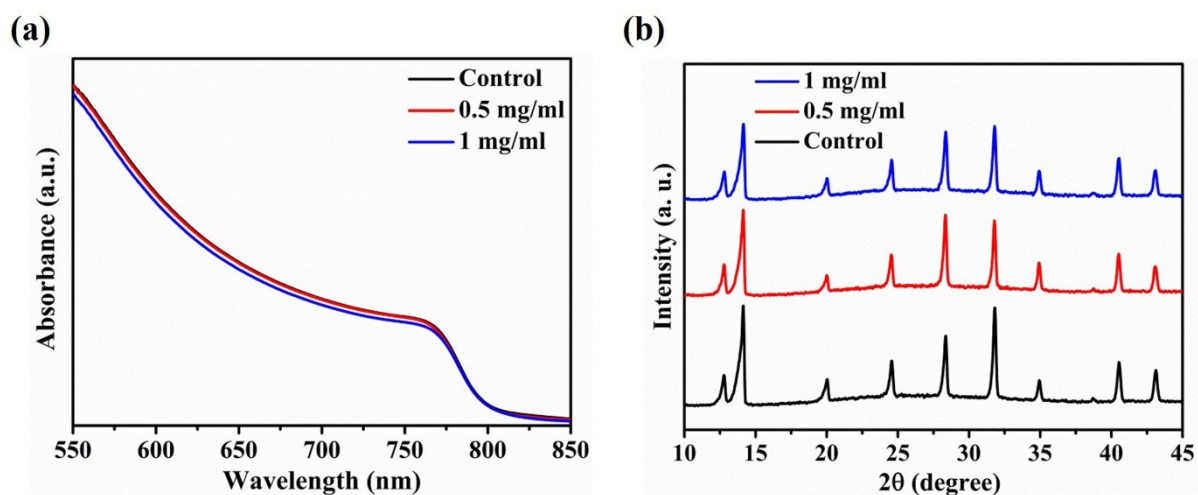 (a)
Control
0.5 mg/ml
1 mg/ml
Absorbance (a.u.)
550 600 650 700 750 800 850
Wavelength (nm)
(b)
1 mg/ml
0.5 mg/ml
Control
Intensity (a. u.)
10 15 20 25 30 35 40 45
2θ (degree)